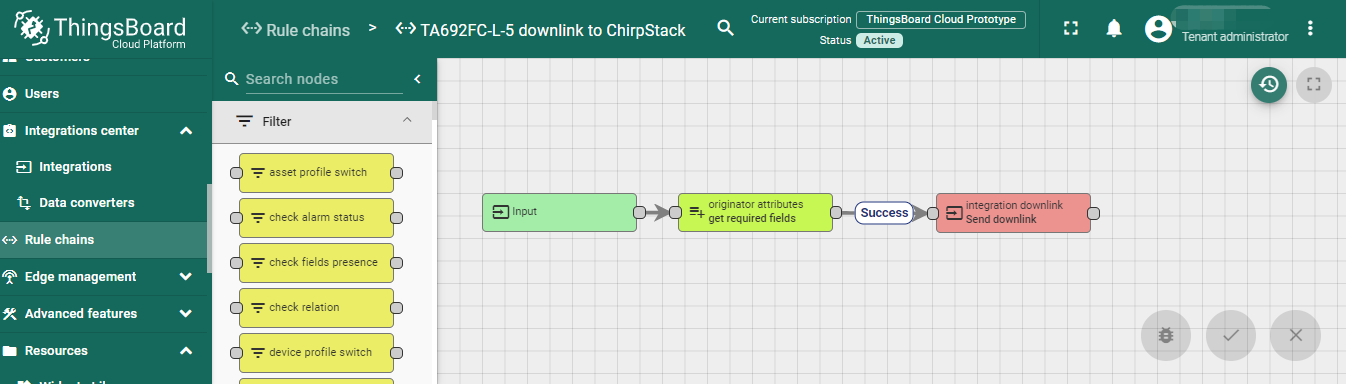 ThingsBoard
Cloud Platform
Rule chains > TA692FC-L-5 downlink to ChirpStack
Current subscription ThingsBoard Cloud Prototype
Status Active
Tenant administrator
Customers
Users
Integrations center
Integrations
Data converters
Rule chains
Edge management
Advanced features
Resources
Search nodes
Filter
asset profile switch
check alarm status
check fields presence
check relation
device profile switch
Input
originator attributes
get required fields
Success
integration downlink
Send downlink